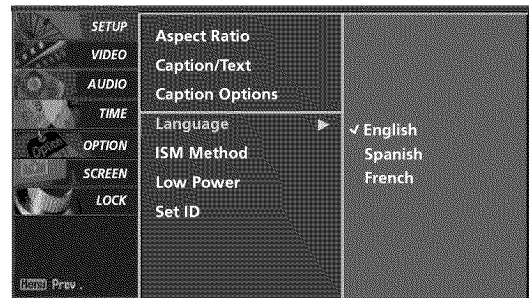 SETUP
VIDEO
AUDIO
TIME
OPTION
SCREEN
LOCK
Menu Prev.
Aspect Ratio
Caption/Text
Caption Options
Language
ISM Method
Low Power
Set ID
✓ English
Spanish
French